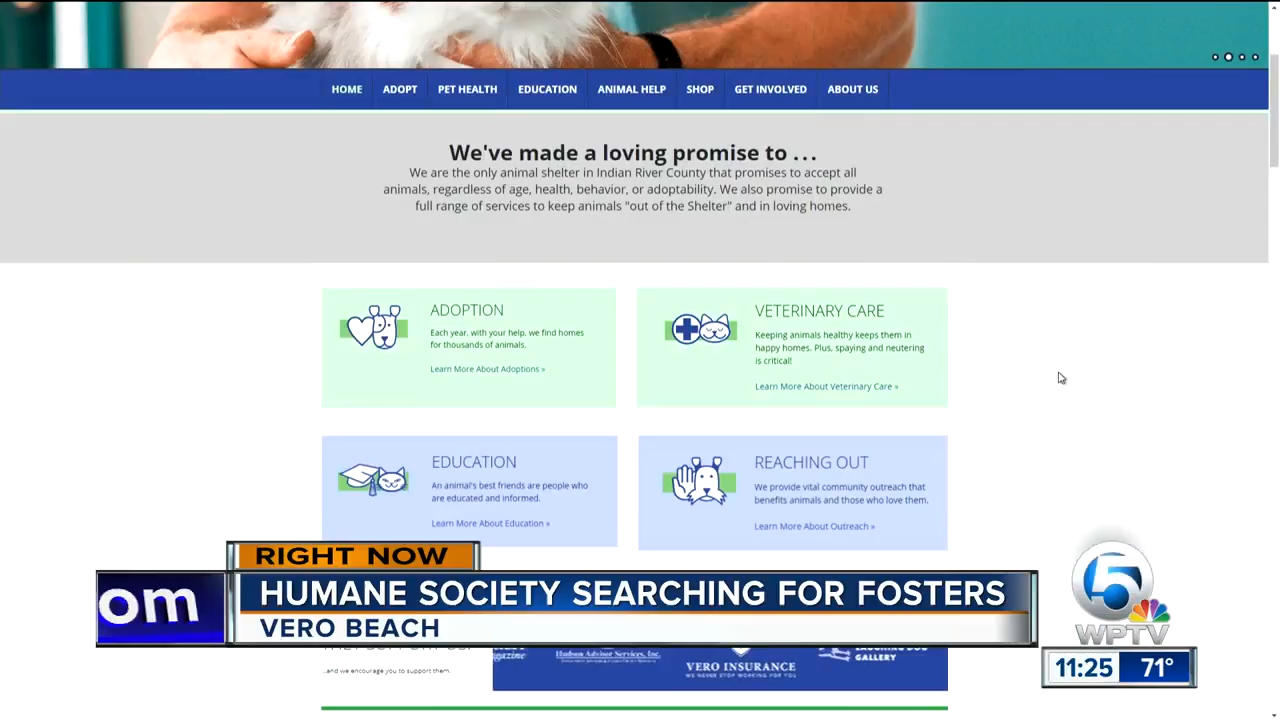 HOME ADOPT PET HEALTH EDUCATION ANIMAL HELP SHOP GET INVOLVED ABOUT US
We've made a loving promise to . . .
We are the only animal shelter in Indian River County that promises to accept all
animals, regardless of age, health, behavior, or adoptability. We also promise to provide a
full range of services to keep animals "out of the Shelter" and in loving homes.
ADOPTION
Each year, with your help, we find homes
for thousands of animals.
Learn More About Adoptions »
VETERINARY CARE
Keeping animals healthy keeps them in
happy homes. Plus, spaying and neutering
is critical!
Learn More About Veterinary Care »
EDUCATION
An animal's best friends are people who
are educated and informed.
Learn More About Education »
REACHING OUT
We provide vital community outreach that
benefits animals and those who love them.
Learn More About Outreach »
RIGHT NOW
om
HUMANE SOCIETY SEARCHING FOR FOSTERS
VERO BEACH
5
WPTV
11:25 71°
...and we encourage you to support them.
Hudson Advisor Services, Inc.
VERO INSURANCE
WE NEVER STOP WORKING FOR YOU
GALLERY